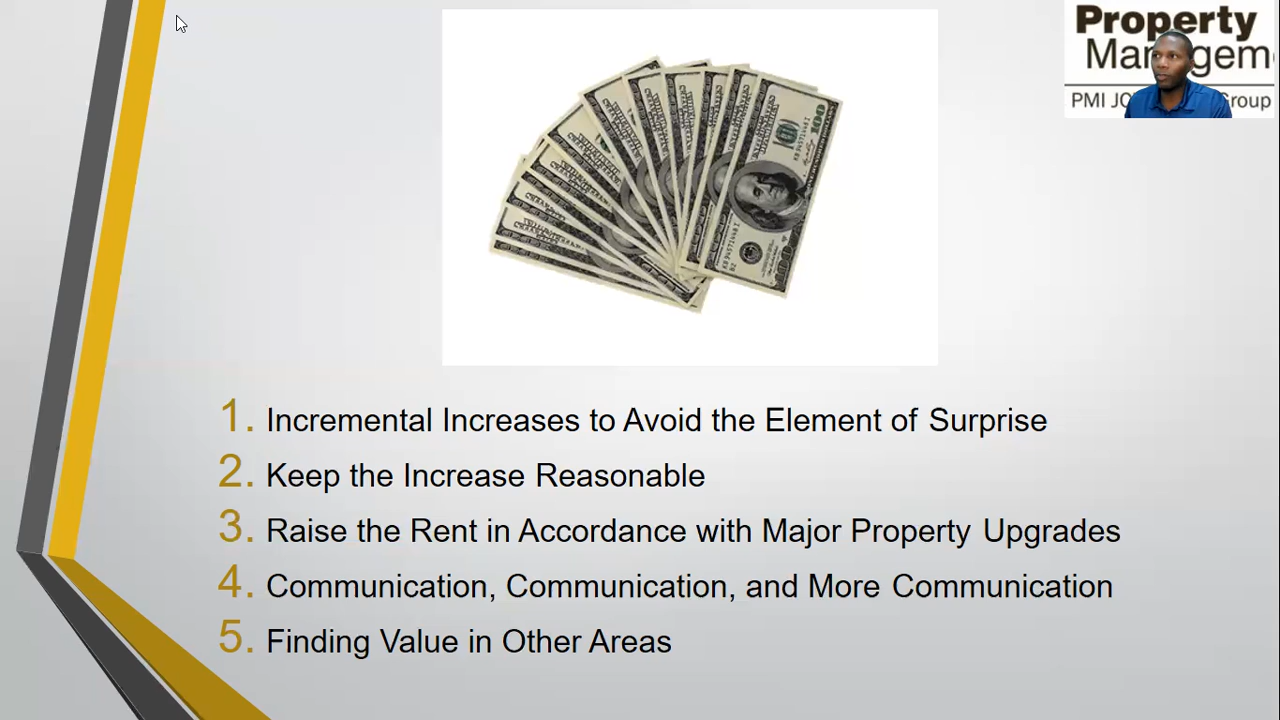 Property
PMI
Group
100
KB94571448 I
1. Incremental Increases to Avoid the Element of Surprise
2. Keep the Increase Reasonable
3. Raise the Rent in Accordance with Major Property Upgrades
4. Communication, Communication, and More Communication
5. Finding Value in Other Areas